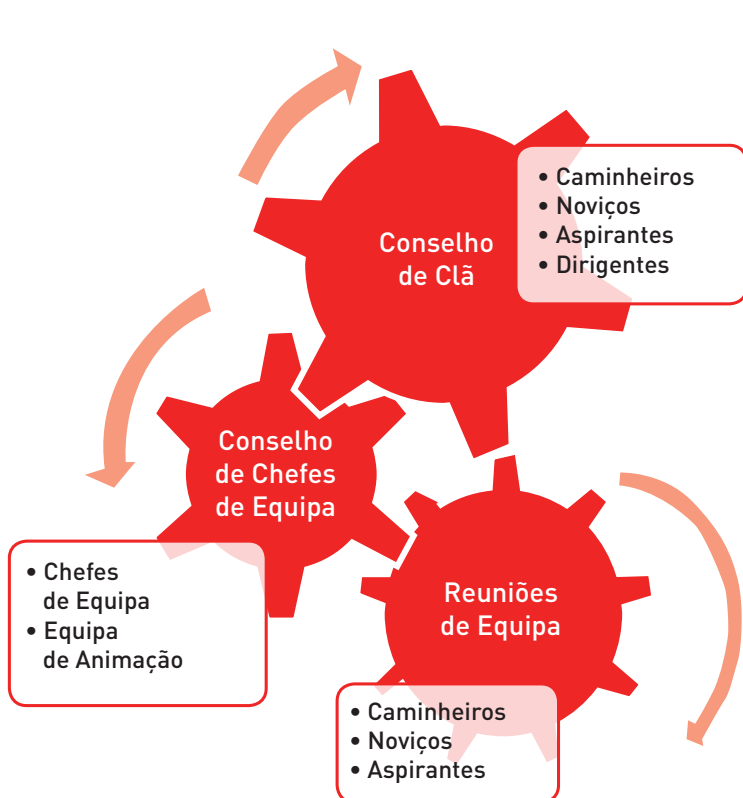 Conselho
de Clã
• Caminheiros
• Noviços
• Aspirantes
• Dirigentes
Conselho
de Chefes
de Equipa
• Chefes
de Equipa
• Equipa
de Animação
Reuniões
de Equipa
• Caminheiros
• Noviços
• Aspirantes